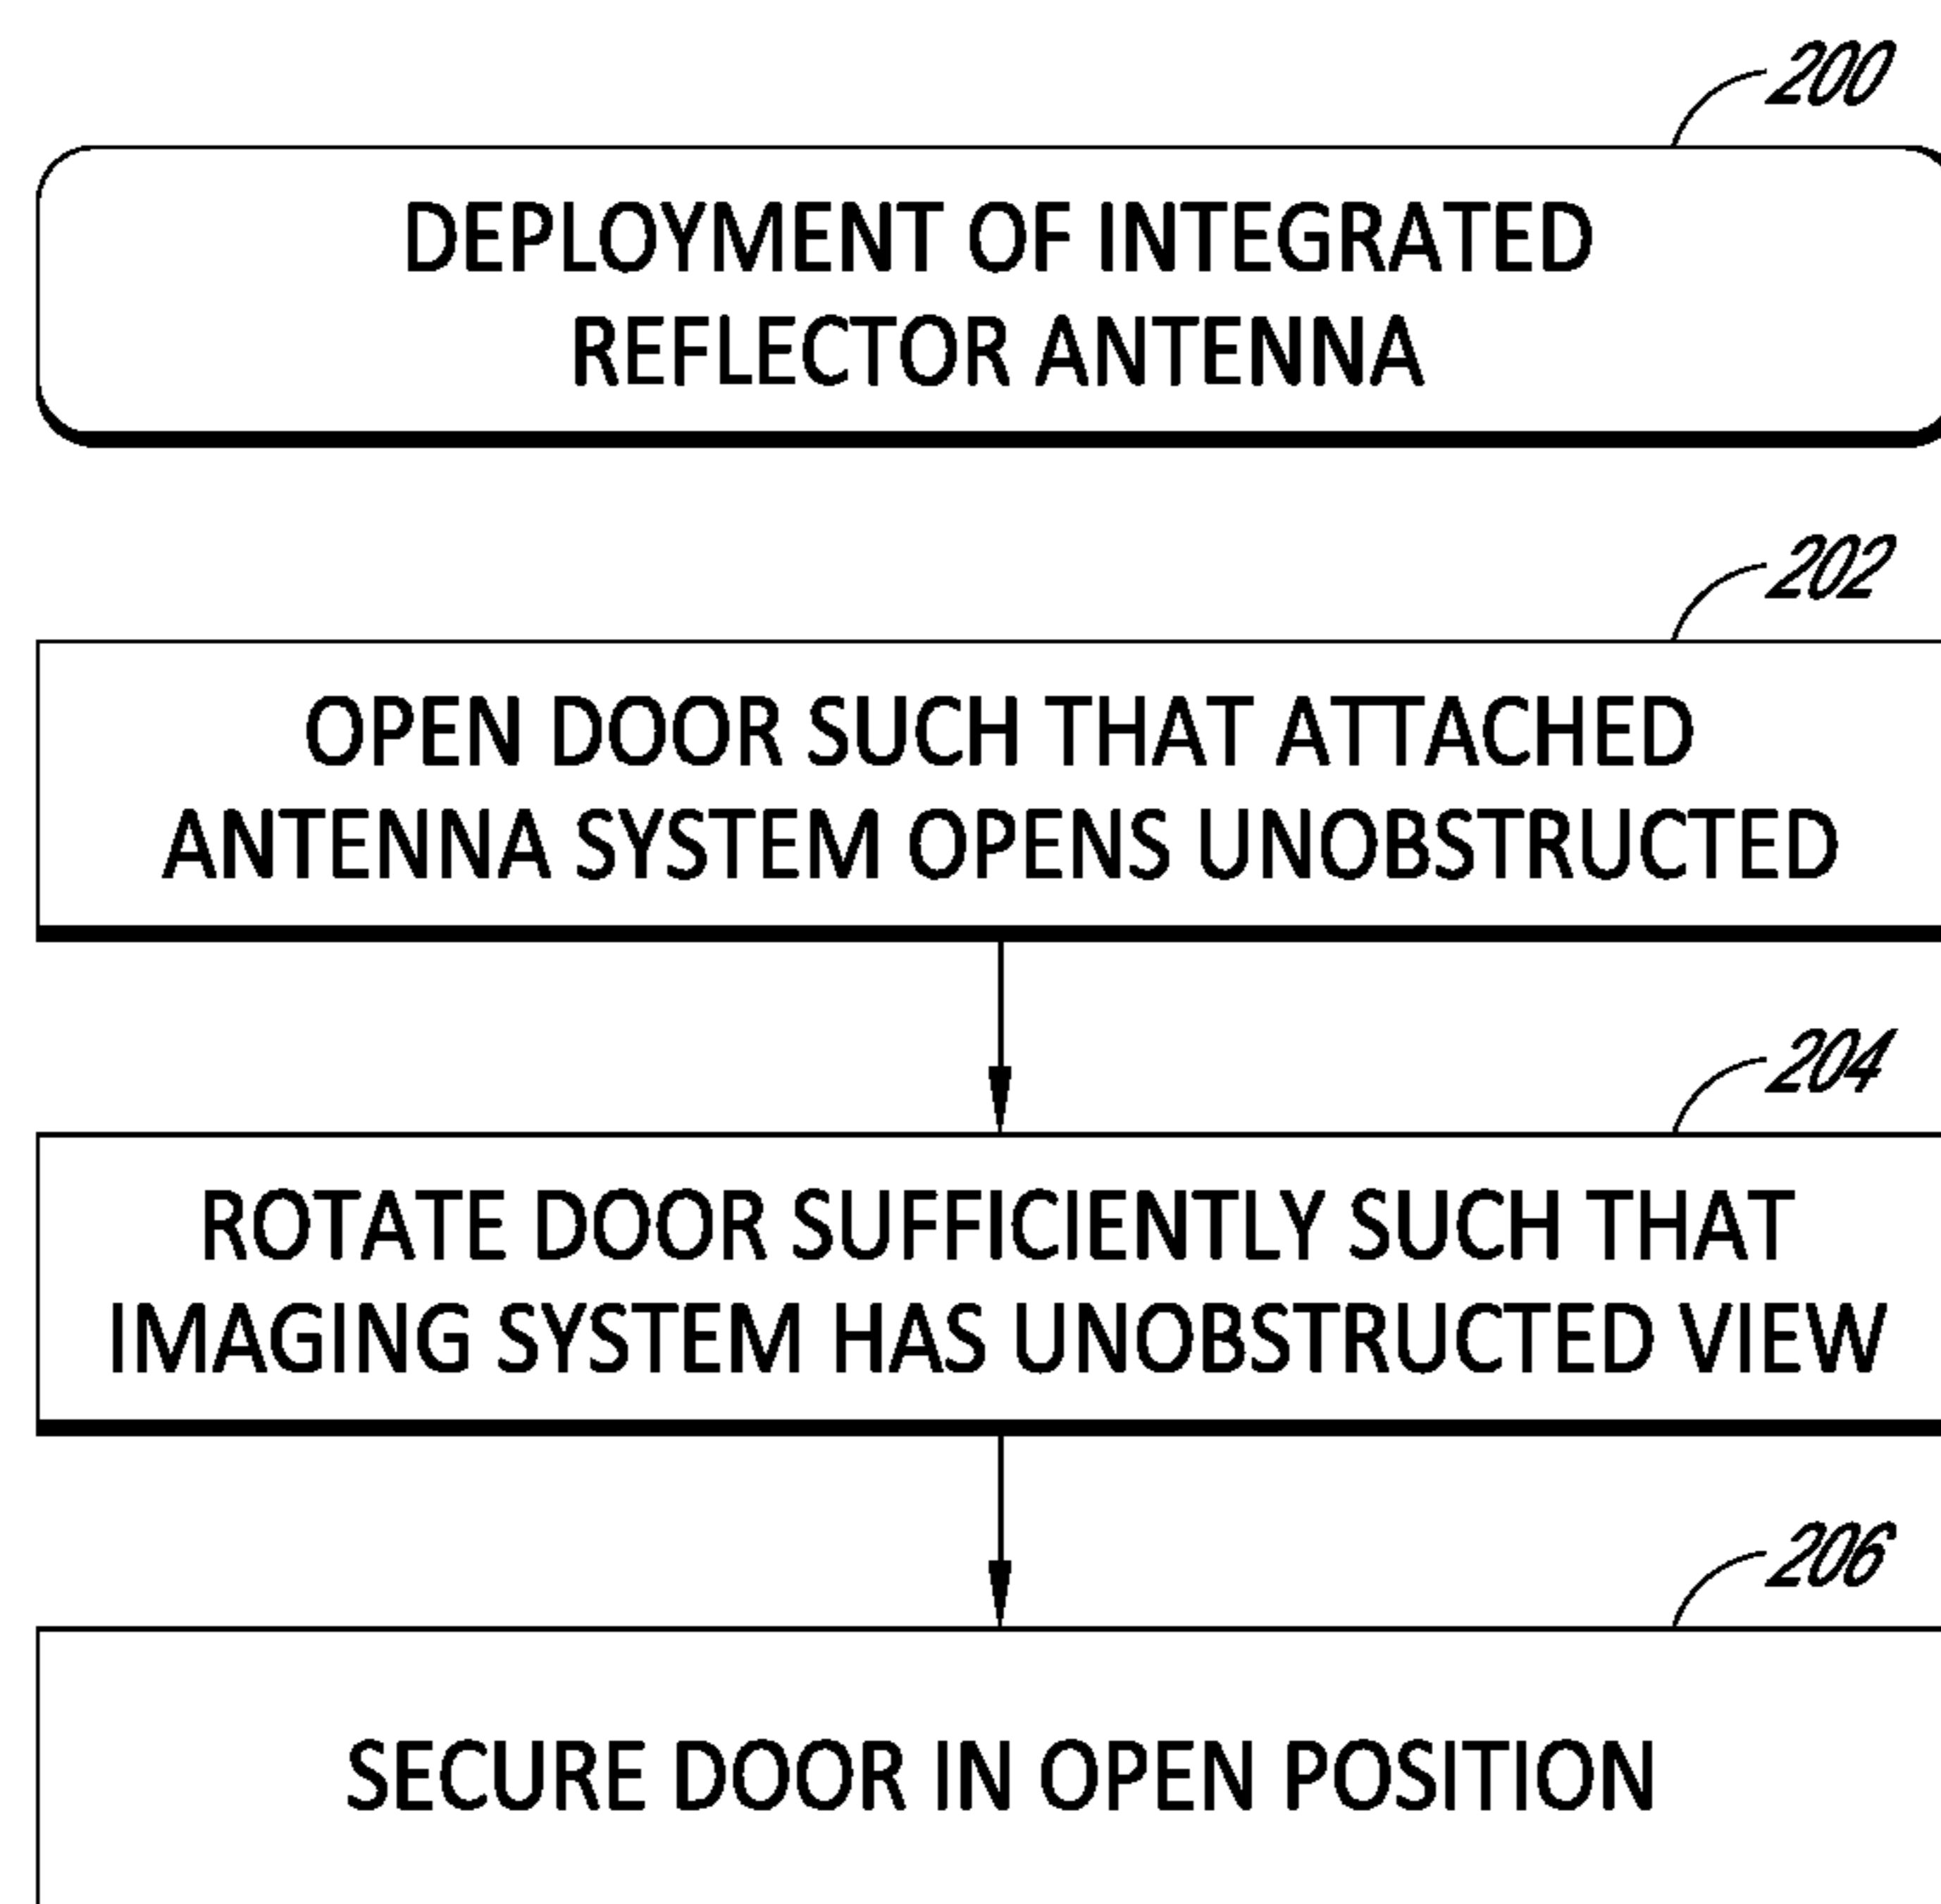 200
DEPLOYMENT OF INTEGRATED
REFLECTOR ANTENNA
202
OPEN DOOR SUCH THAT ATTACHED
ANTENNA SYSTEM OPENS UNOBSTRUCTED
204
ROTATE DOOR SUFFICIENTLY SUCH THAT
IMAGING SYSTEM HAS UNOBSTRUCTED VIEW
206
SECURE DOOR IN OPEN POSITION